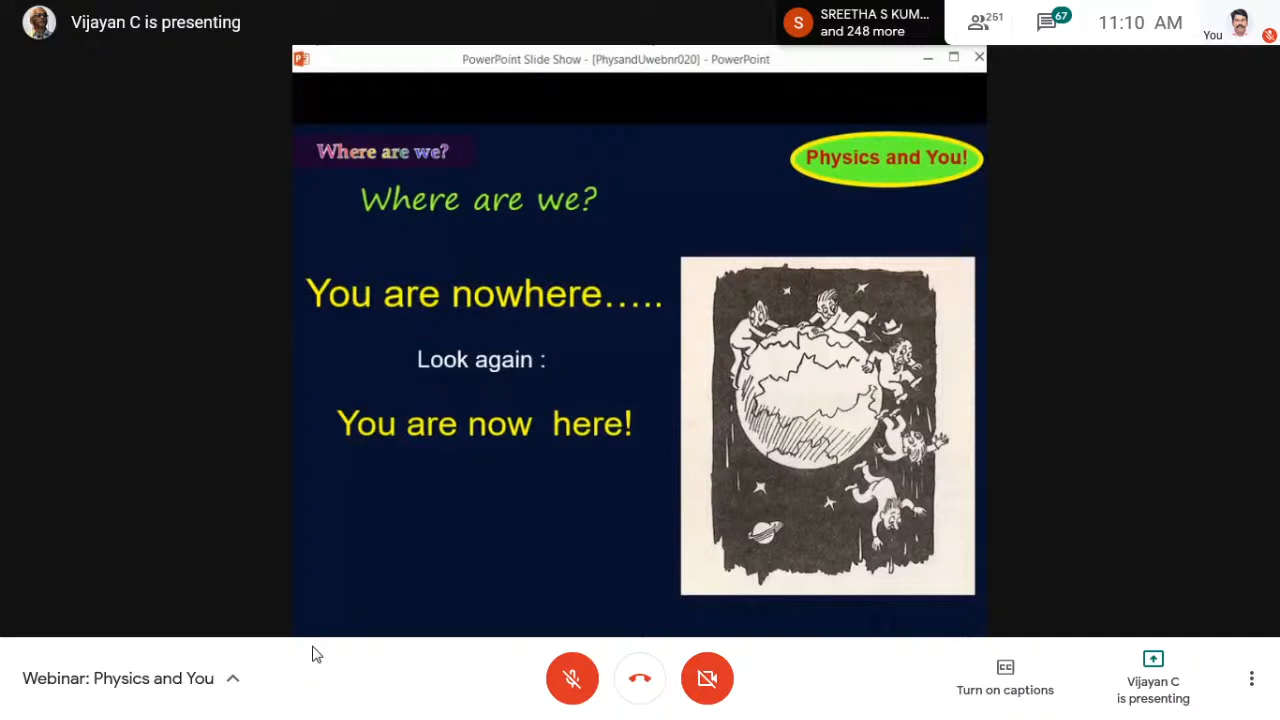 Vijayan C is presenting
S
SREETHA S KUM...
and 248 more
251
67
11:10 AM
You
PowerPoint Slide Show - [PhysandUwebnr020] - PowerPoint
Where are we?
Physics and You!
Where are we?
You are nowhere.....
Look again :
You are now here!
Webinar: Physics and You
CC
Turn on captions
Vijayan C
is presenting